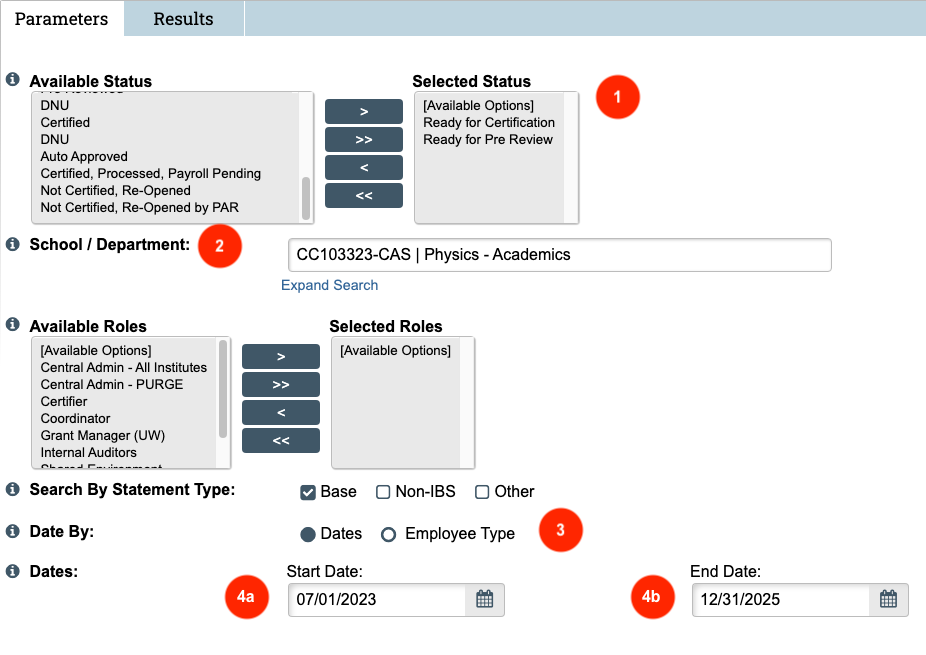 Parameters
Results
Available Status
Selected Status
1
DNU
Certified
DNU
Auto Approved
Certified, Processed, Payroll Pending
Not Certified, Re-Opened
Not Certified, Re-Opened by PAR
>
>>
<
<<
[Available Options]
Ready for Certification
Ready for Pre Review
School / Department:
2
CC103323-CAS | Physics - Academics
Expand Search
Available Roles
Selected Roles
[Available Options]
Central Admin - All Institutes
Central Admin - PURGE
Certifier
Coordinator
Grant Manager (UW)
Internal Auditors
Shared Environment
>
>>
<
<<
[Available Options]
Search By Statement Type:
Base
Non-IBS
Other
Date By:
Dates
Employee Type
3
Dates:
4a
Start Date:
07/01/2023
4b
End Date:
12/31/2025